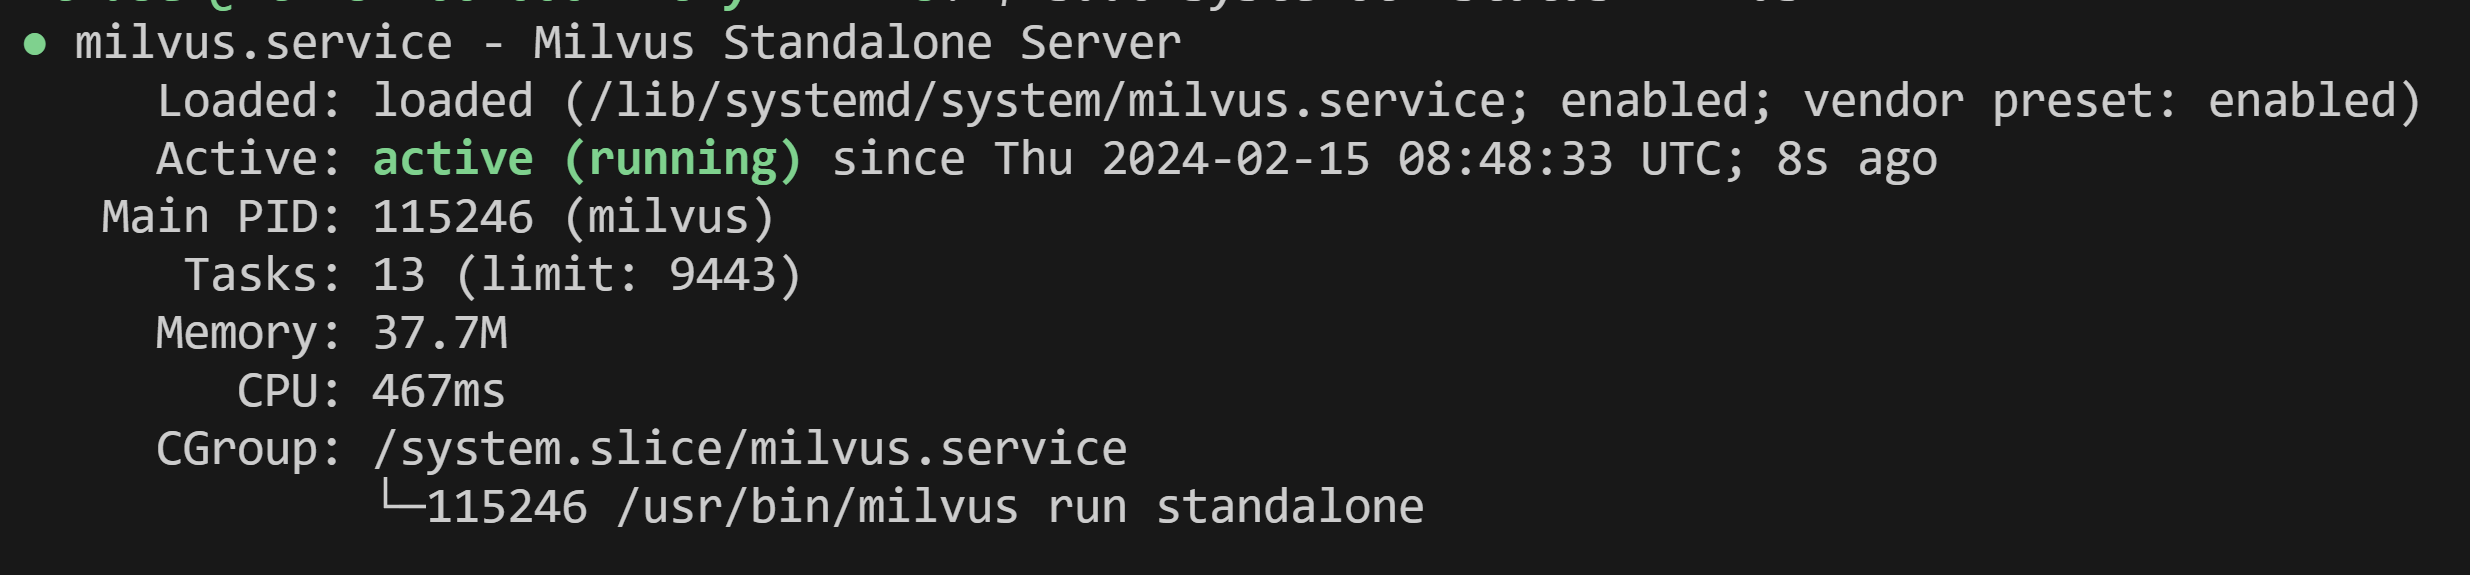 ● milvus.service - Milvus Standalone Server
Loaded: loaded (/lib/systemd/system/milvus.service; enabled; vendor preset: enabled)
Active: active (running) since Thu 2024-02-15 08:48:33 UTC; 8s ago
Main PID: 115246 (milvus)
Tasks: 13 (limit: 9443)
Memory: 37.7M
CPU: 467ms
CGroup: /system.slice/milvus.service
└─115246 /usr/bin/milvus run standalone